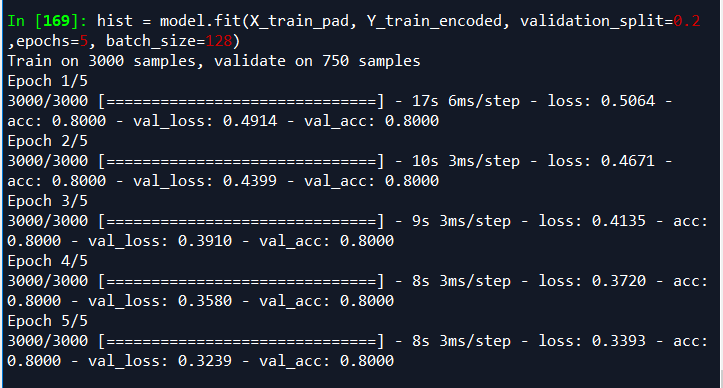 In [169]: hist = model.fit(X_train_pad, Y_train_encoded, validation_split=0.2
,epochs=5, batch_size=128)
Train on 3000 samples, validate on 750 samples
Epoch 1/5
3000/3000 [==============================] - 17s 6ms/step - loss: 0.5064 -
acc: 0.8000 - val_loss: 0.4914 - val_acc: 0.8000
Epoch 2/5
3000/3000 [==============================] - 10s 3ms/step - loss: 0.4671 -
acc: 0.8000 - val_loss: 0.4399 - val_acc: 0.8000
Epoch 3/5
3000/3000 [==============================] - 9s 3ms/step - loss: 0.4135 - acc:
0.8000 - val_loss: 0.3910 - val_acc: 0.8000
Epoch 4/5
3000/3000 [==============================] - 8s 3ms/step - loss: 0.3720 - acc:
0.8000 - val_loss: 0.3580 - val_acc: 0.8000
Epoch 5/5
3000/3000 [==============================] - 8s 3ms/step - loss: 0.3393 - acc:
0.8000 - val_loss: 0.3239 - val_acc: 0.8000